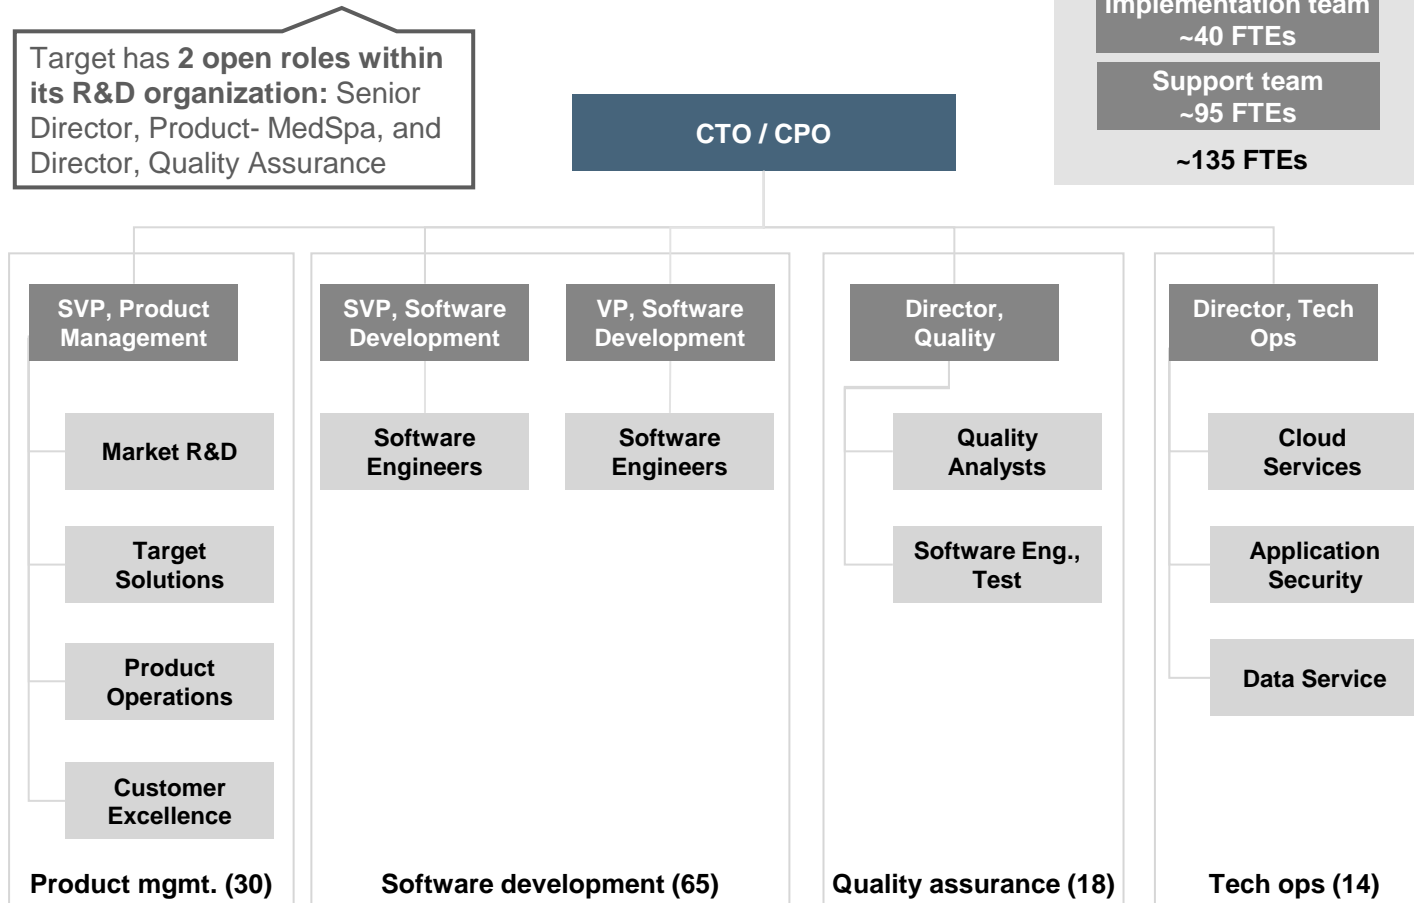 Implementation team
~40 FTEs
Support team
~95 FTEs
~135 FTEs
Target has 2 open roles within
its R&D organization: Senior
Director, Product- MedSpa, and
Director, Quality Assurance
CTO / CPO
SVP, Product
Management
SVP, Software
Development
VP, Software
Development
Director,
Quality
Director, Tech
Ops
Market R&D
Target
Solutions
Product
Operations
Customer
Excellence
Software
Engineers
Software
Engineers
Quality
Analysts
Software Eng.,
Test
Cloud
Services
Application
Security
Data Service
Product mgmt. (30)
Software development (65)
Quality assurance (18)
Tech ops (14)